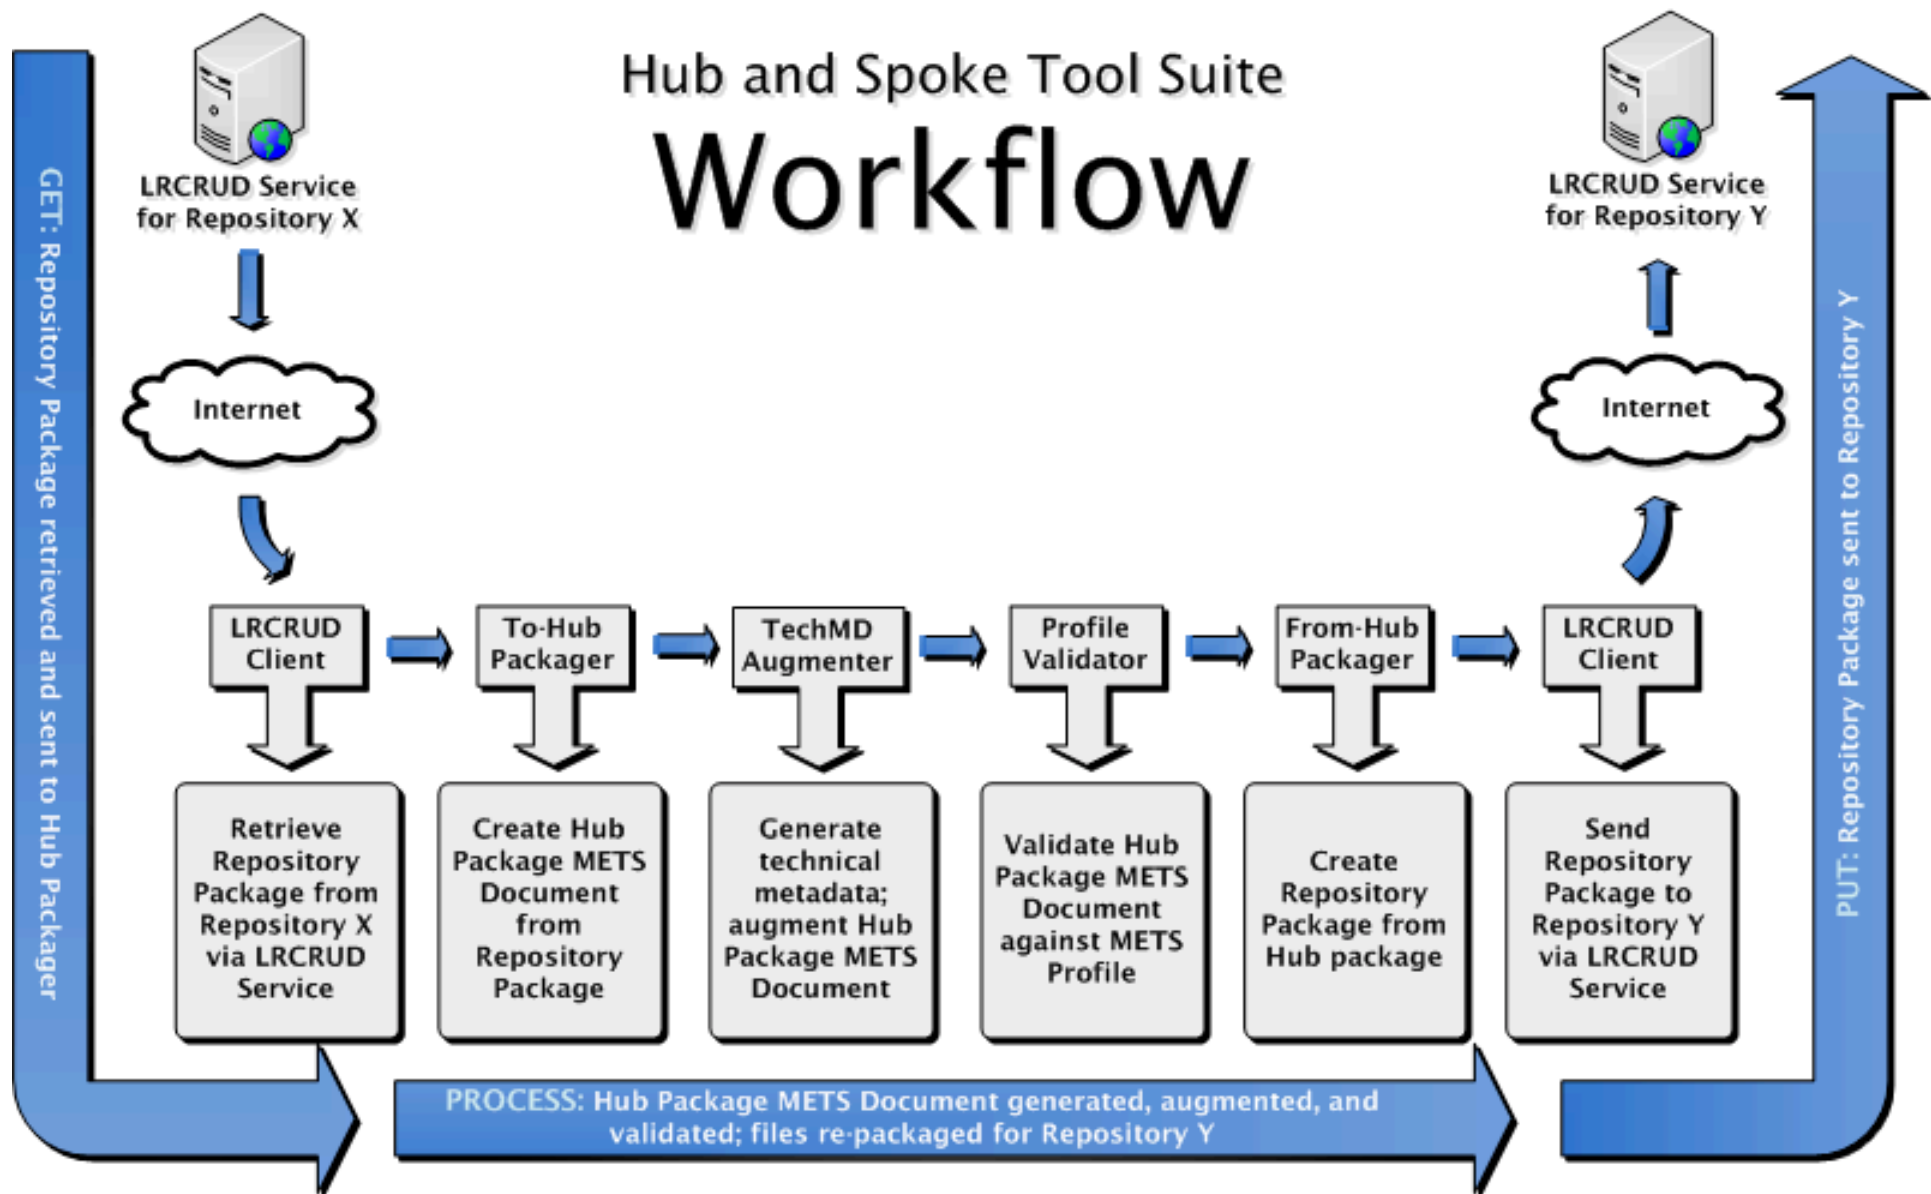 Hub and Spoke Tool Suite
Workflow
GET: Repository Package retrieved and sent to Hub Packager
LRCRUD Service
for Repository X
Internet
LRCRUD Service
for Repository Y
Internet
PUT: Repository Package sent to Repository Y
LRCRUD
Client
To-Hub
Packager
TechMD
Augmenter
Profile
Validator
From-Hub
Packager
LRCRUD
Client
Retrieve
Repository
Package from
Repository X
via LRCRUD
Service
Create Hub
Package METS
Document
from
Repository
Package
Generate
technical
metadata;
augment Hub
Package METS
Document
Validate Hub
Package METS
Document
against METS
Profile
Create
Repository
Package from
Hub package
Send
Repository
Package to
Repository Y
via LRCRUD
Service
PROCESS: Hub Package METS Document generated, augmented, and
validated; files re-packaged for Repository Y